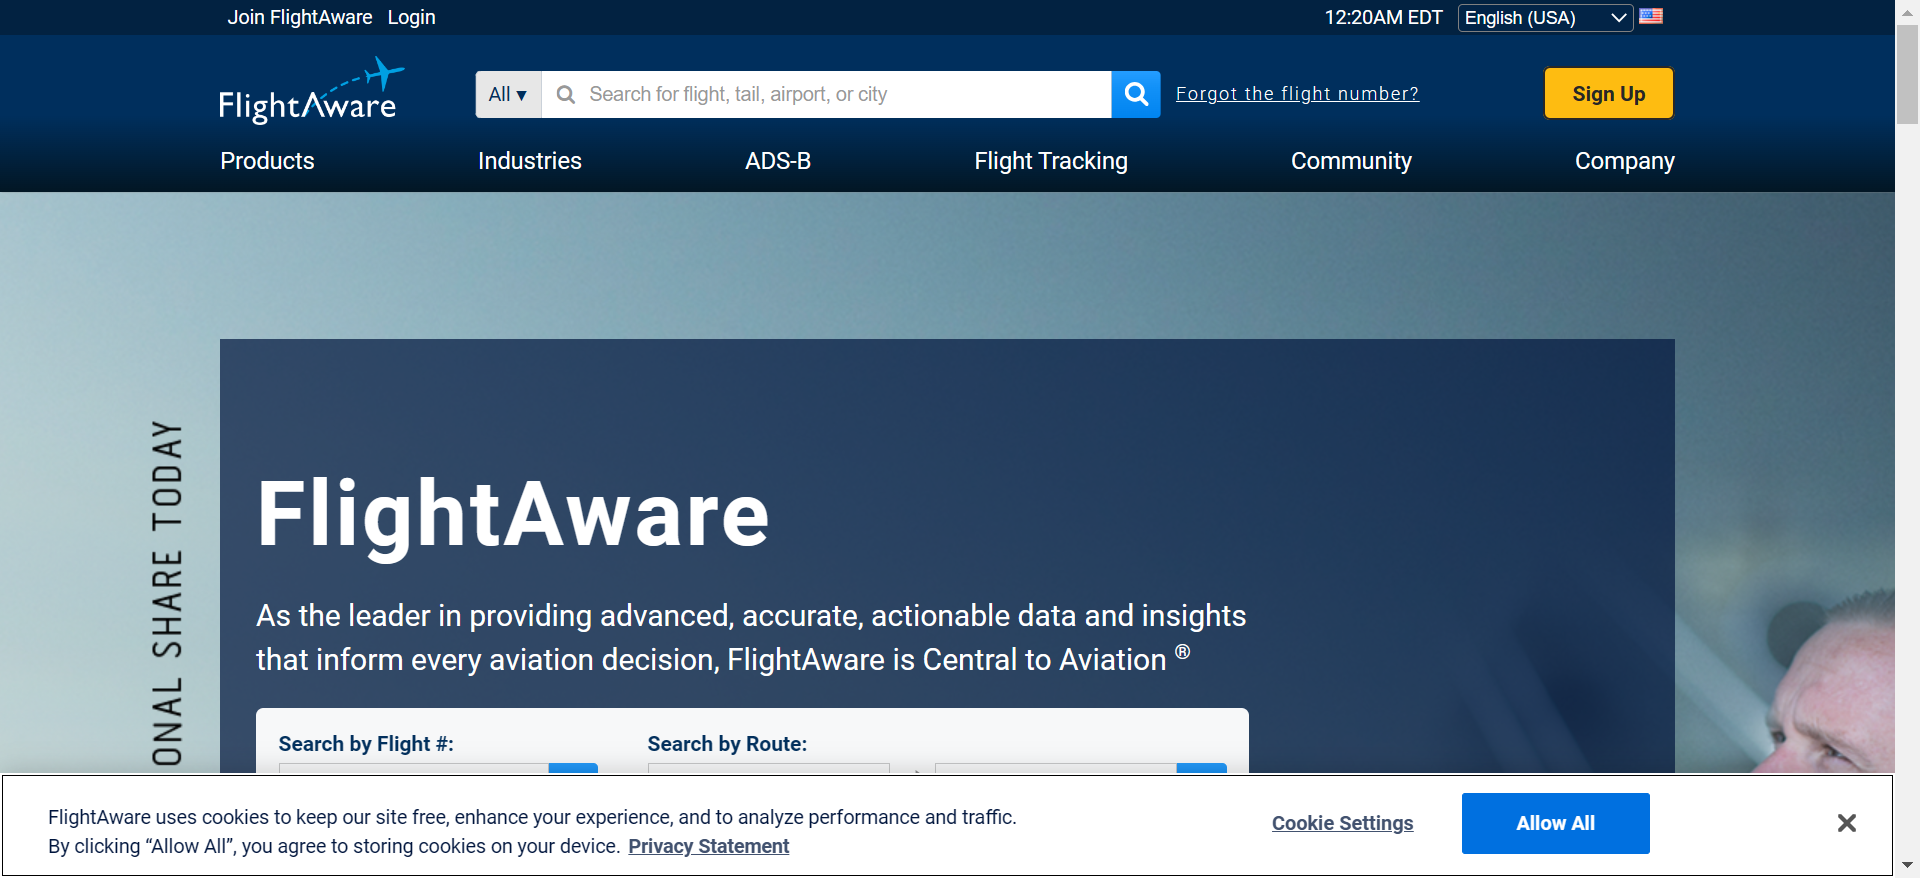 Join FlightAware Login
12:20AM EDT English (USA)
FlightAware
All ▾ Search for flight, tail, airport, or city
Forgot the flight number?
Sign Up
Products Industries ADS-B Flight Tracking Community Company
ONAL SHARE TODAY
FlightAware
As the leader in providing advanced, accurate, actionable data and insights
that inform every aviation decision, FlightAware is Central to Aviation ®
Search by Flight #: Search by Route:
FlightAware uses cookies to keep our site free, enhance your experience, and to analyze performance and traffic.
By clicking “Allow All”, you agree to storing cookies on your device. Privacy Statement
Cookie Settings
Allow All